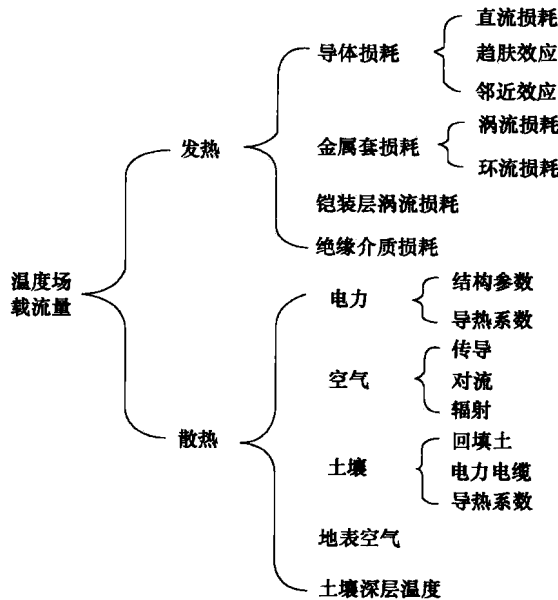 温度场
载流量
发热
导体损耗
直流损耗
趋肤效应
邻近效应
金属套损耗
涡流损耗
环流损耗
铠装层涡流损耗
绝缘介质损耗
散热
电力
结构参数
导热系数
空气
传导
对流
辐射
土壤
回填土
电力电缆
导热系数
地表空气
土壤深层温度